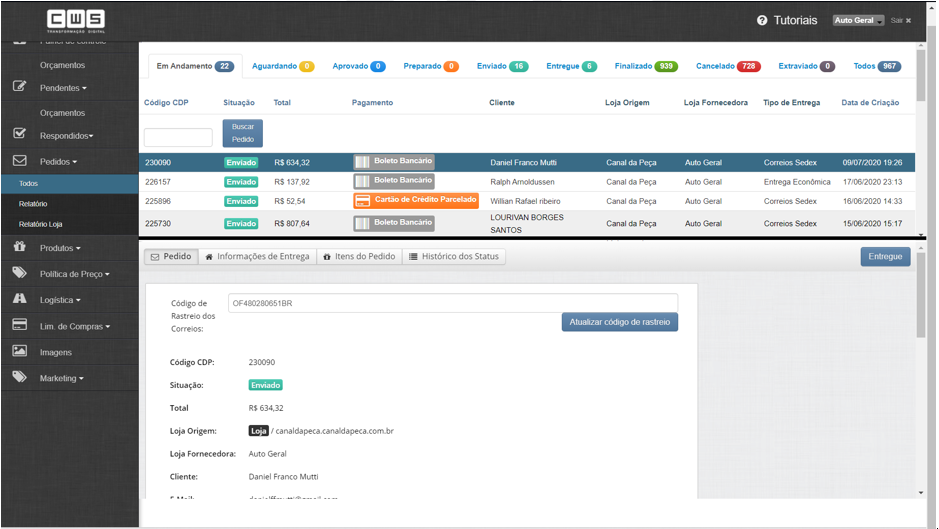 CWS
TRANSFORMAÇÃO DIGITAL
Tutoriais
Auto Geral
Sair ×
Orçamentos
Pendentes
Orçamentos
Respondidos
Pedidos
Todos
Relatório
Relatório Loja
Produtos
Política de Preço
Logística
Lim. de Compras
Imagens
Marketing
Em Andamento 22 Aguardando 0 Aprovado 0 Preparado 0 Enviado 16 Entregue 6 Finalizado 939 Cancelado 728 Extraviado 0 Todos 967
Código CDP Situação Total Pagamento Cliente Loja Origem Loja Fornecedora Tipo de Entrega Data de Criação
Buscar
Pedido
230090 Enviado R$ 634,32 Boleto Bancário Daniel Franco Mutti Canal da Peça Auto Geral Correios Sedex 09/07/2020 19:26
226157 Enviado R$ 137,92 Boleto Bancário Ralph Arnoldussen Canal da Peça Auto Geral Entrega Econômica 17/06/2020 23:13
225896 Enviado R$ 52,54 Cartão de Crédito Parcelado Willian Rafael ribeiro Canal da Peça Auto Geral Correios Sedex 16/06/2020 14:33
225730 Enviado R$ 807,64 Boleto Bancário LOURIVAN BORGES SANTOS Canal da Peça Auto Geral Correios Sedex 15/06/2020 15:17
Pedido Informações de Entrega Itens do Pedido Histórico dos Status Entregue
Código de
Rastreio dos
Correios:
OF480280651BR
Atualizar código de rastreio
Código CDP: 230090
Situação: Enviado
Total R$ 634,32
Loja Origem: Loja / canaldapeca.canaldapeca.com.br
Loja Fornecedora: Auto Geral
Cliente: Daniel Franco Mutti